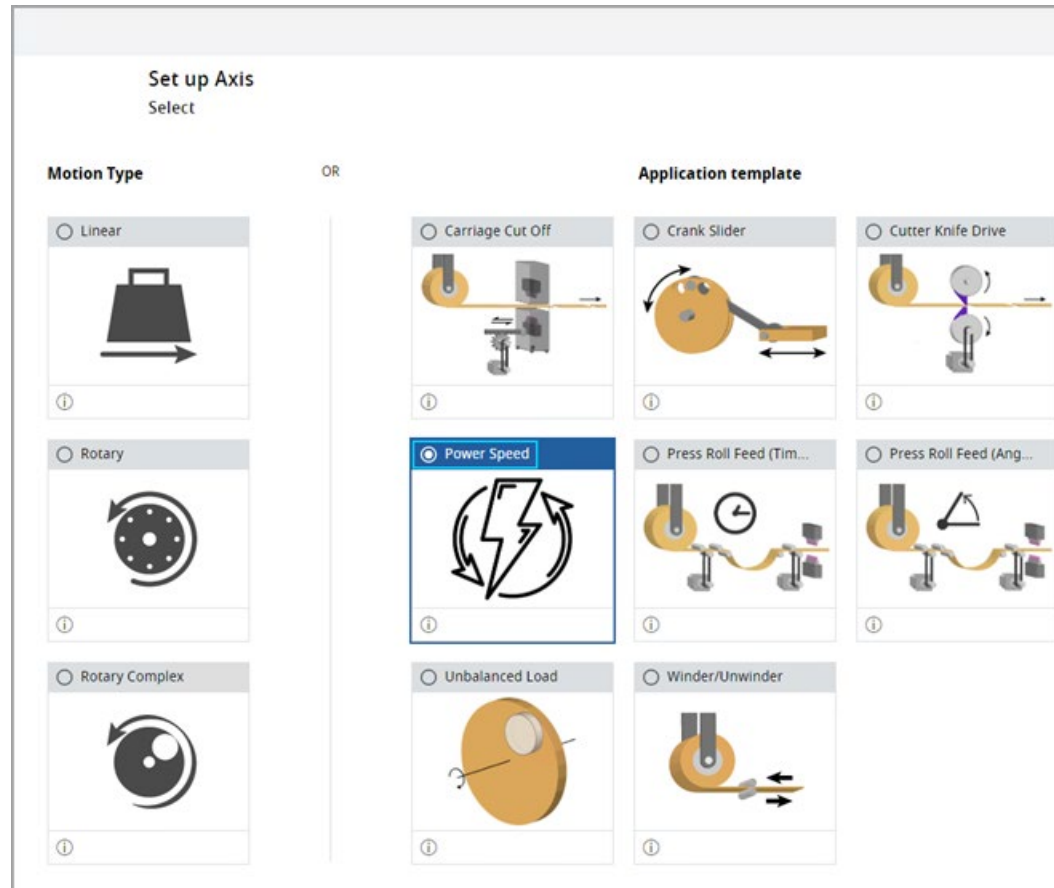 Set up Axis
Select
Motion Type
OR
Application template
Linear
Carriage Cut Off
Crank Slider
Cutter Knife Drive
Rotary
Power Speed
Press Roll Feed (Tim...
Press Roll Feed (Ang...
Rotary Complex
Unbalanced Load
Winder/Unwinder